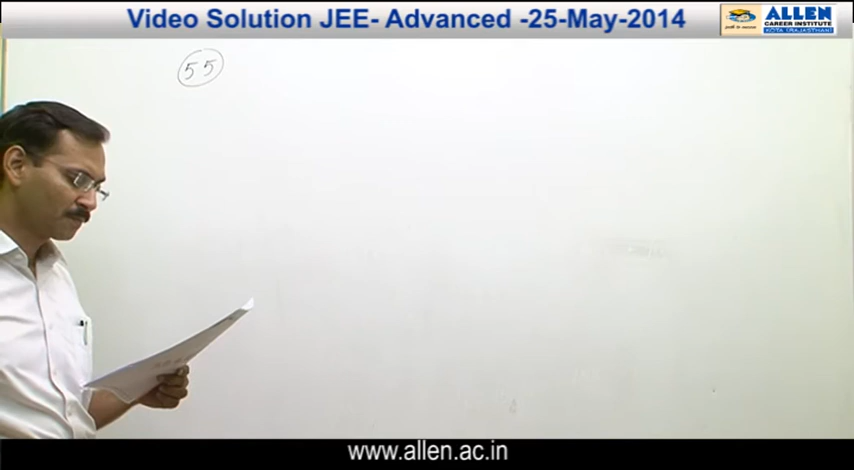 Video Solution JEE- Advanced -25-May-2014
ALLEN
CAREER INSTITUTE
KOTA (RAJASTHAN)
55
www.allen.ac.in